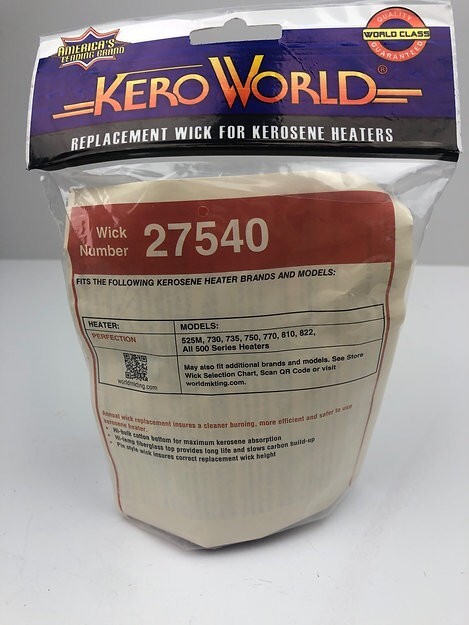 AMERICA'S
LEADING BRAND
QUALITY
WORLD CLASS
GUARANTEED
KERO WORLD®
REPLACEMENT WICK FOR KEROSENE HEATERS
Wick
Number 27540
FITS THE FOLLOWING KEROSENE HEATER BRANDS AND MODELS:
HEATER: MODELS:
PERFECTION 525M, 730, 735, 750, 770, 810, 822,
All 500 Series Heaters
May also fit additional brands and models. See Store
Wick Selection Chart, Scan QR Code or visit
worldmkting.com.
worldmkting.com
Annual wick replacement insures a cleaner burning, more efficient and safer to use
kerosene heater.
• Hi-bulk cotton bottom for maximum kerosene absorption
• Hi-temp fiberglass top provides long life and slows carbon build-up
• Pin style wick insures correct replacement wick height